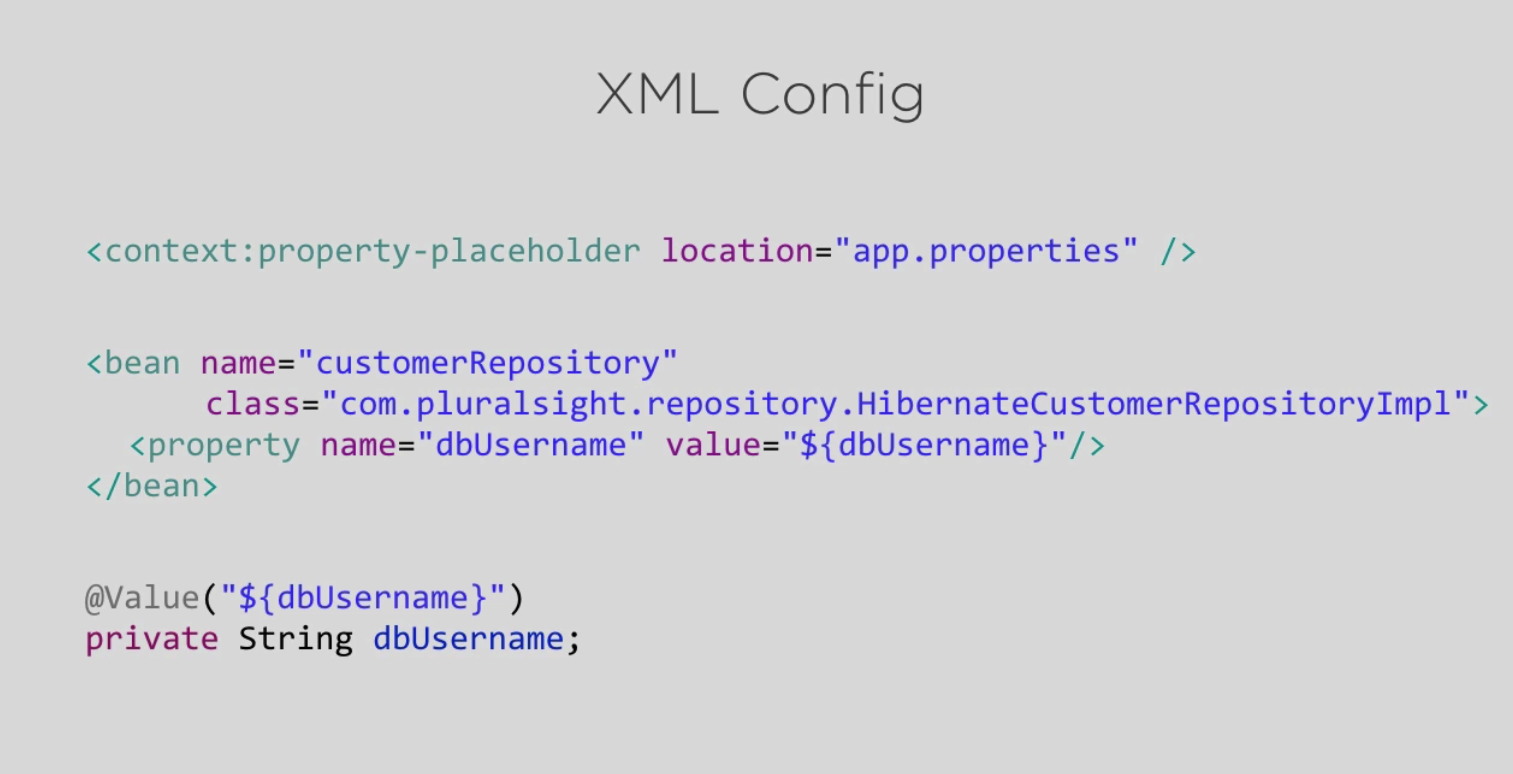 XML Config
<context:property-placeholder location="app.properties" />
<bean name="customerRepository"
class="com.pluralsight.repository.HibernateCustomerRepositoryImpl">
<property name="dbUsername" value="${dbUsername}"/>
</bean>
@Value("${dbUsername}")
private String dbUsername;